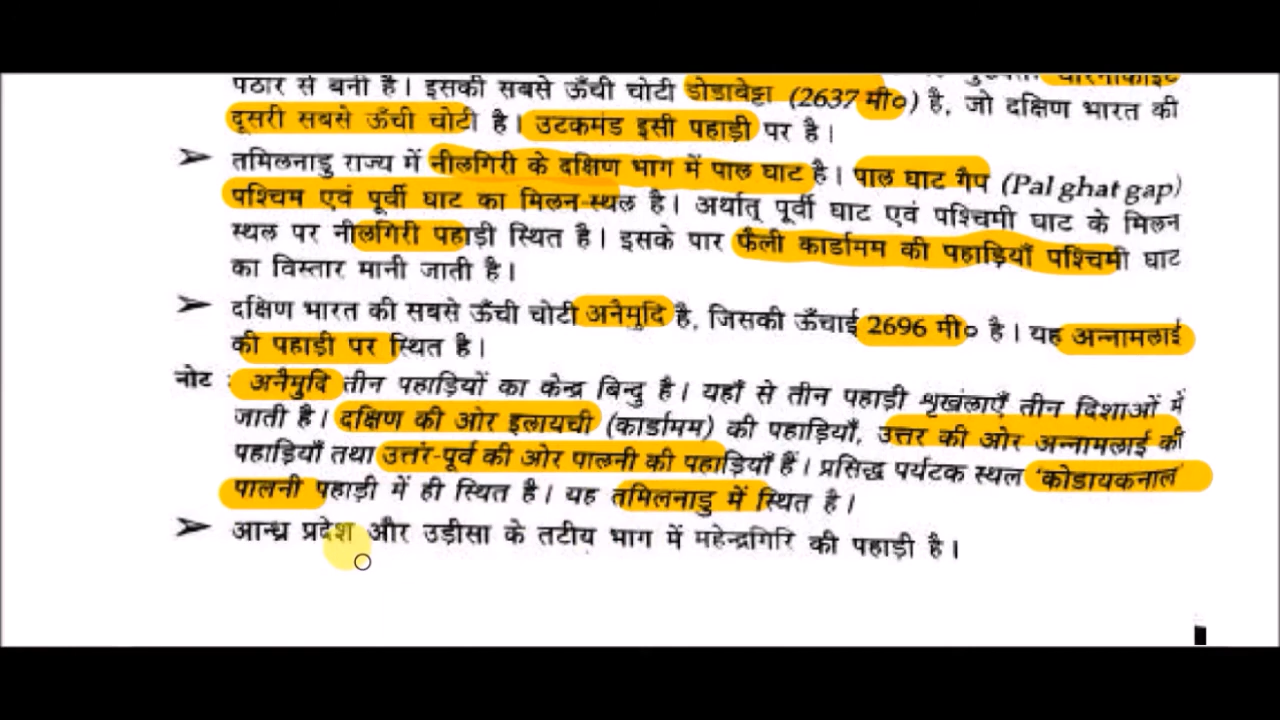 चारनोकाइट
पठार से बनी है। इसकी सबसे ऊँची चोटी डोडाबेट्टा (2637 मी०) है, जो दक्षिण भारत की
दूसरी सबसे ऊँची चोटी है। उटकमंड इसी पहाड़ी पर है।
➢ तमिलनाडु राज्य में नीलगिरी के दक्षिण भाग में पाल घाट है। पाल घाट गैप (Pal ghat gap)
पश्चिम एवं पूर्वी घाट का मिलन-स्थल है। अर्थात् पूर्वी घाट एवं पश्चिमी घाट के मिलन
स्थल पर नीलगिरी पहाड़ी स्थित है। इसके पार फैली कार्डामम की पहाड़ियाँ पश्चिमी घाट
का विस्तार मानी जाती है।
➢ दक्षिण भारत की सबसे ऊँची चोटी अनैमुदि है, जिसकी ऊँचाई 2696 मी० है। यह अन्नामलाई
की पहाड़ी पर स्थित है।
नोट : अनैमुदि तीन पहाड़ियों का केन्द्र बिन्दु है। यहाँ से तीन पहाड़ी शृखंलाएँ तीन दिशाओं में
जाती है। दक्षिण की ओर इलायची (कार्डामम) की पहाड़ियाँ, उत्तर की ओर अन्नामलाई की
पहाड़ियाँ तथा उत्तर-पूर्व की ओर पालनी की पहाड़ियाँ हैं। प्रसिद्ध पर्यटक स्थल 'कोडायकनाल'
पालनी पहाड़ी में ही स्थित है। यह तमिलनाडु में स्थित है।
➢ आन्ध्र प्रदेश और उड़ीसा के तटीय भाग में महेन्द्रगिरि की पहाड़ी है।